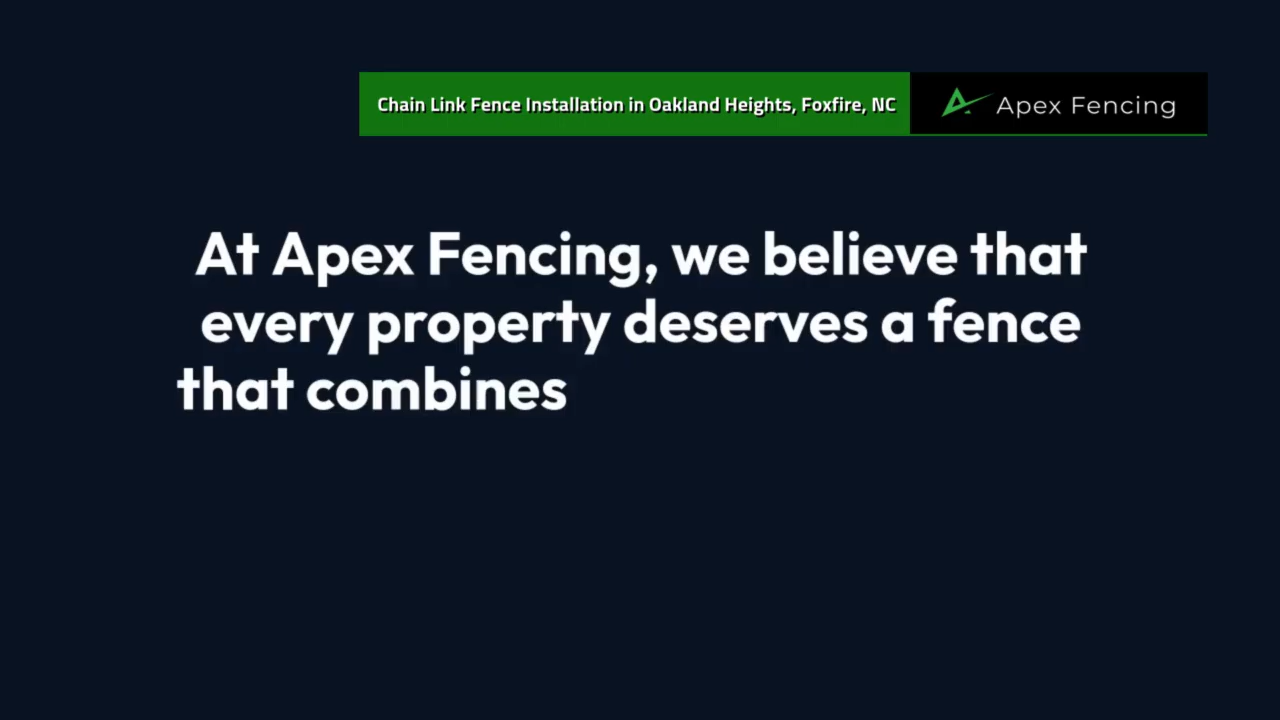 Chain Link Fence Installation in Oakland Heights, Foxfire, NC
Apex Fencing
At Apex Fencing, we believe that
every property deserves a fence
that combines